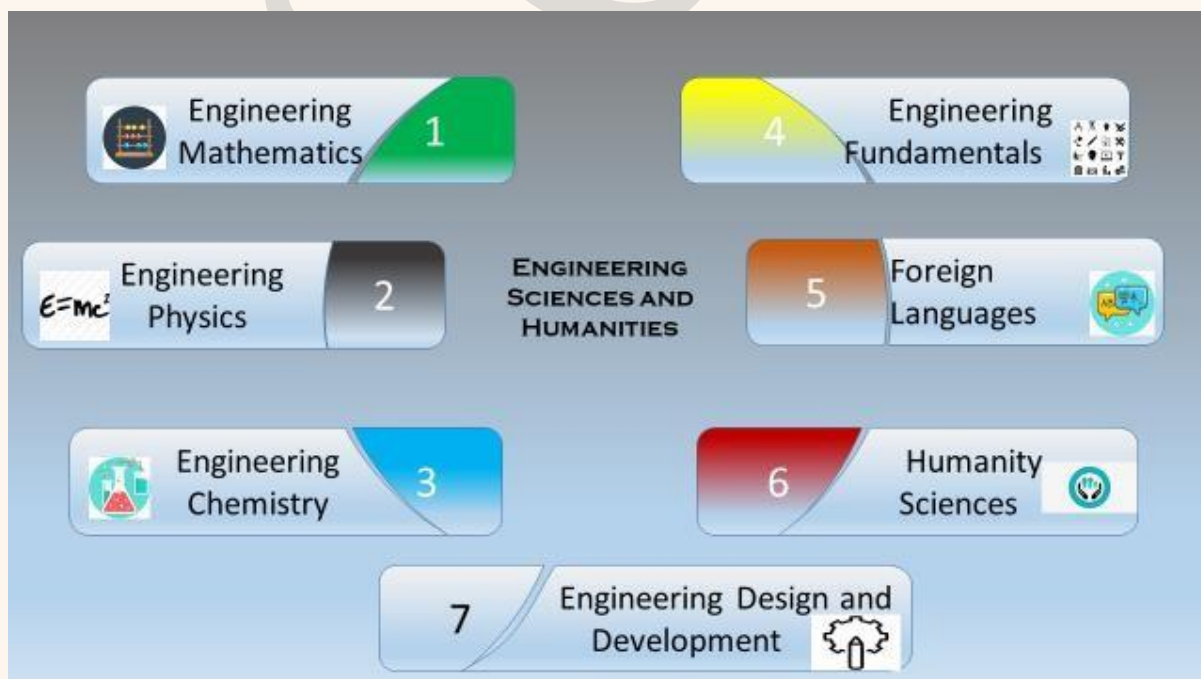 Engineering
Mathematics
1
4
Engineering
Fundamentals
E=mc²
Engineering
Physics
2
ENGINEERING
SCIENCES AND
HUMANITIES
5
Foreign
Languages
Engineering
Chemistry
3
6
Humanity
Sciences
7
Engineering Design and
Development